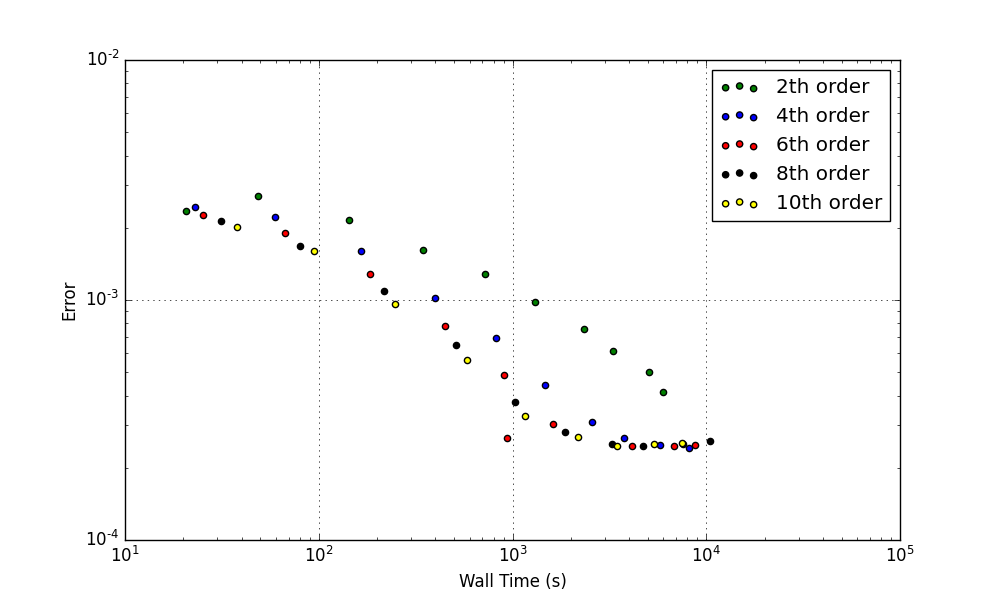 10^-2
2th order
4th order
6th order
8th order
10th order
Error
10^-3
10^-4
10^1
10^2
10^3
10^4
10^5
Wall Time (s)